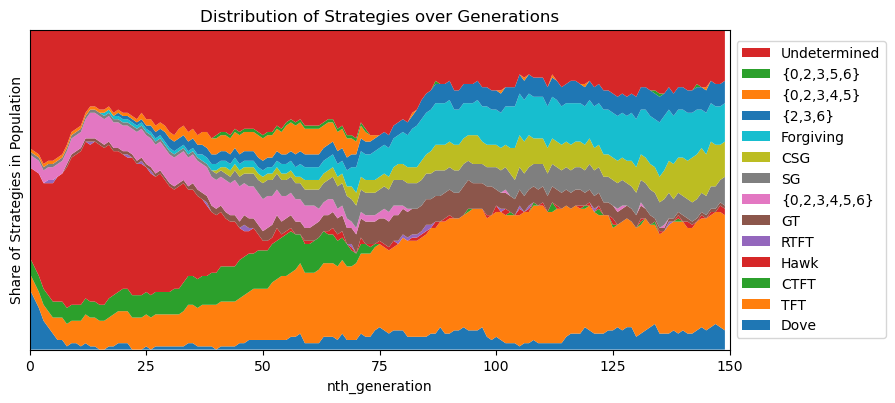 Distribution of Strategies over Generations
Share of Strategies in Population
0 25 50 75 100 125 150
nth_generation
Undetermined
{0,2,3,5,6}
{0,2,3,4,5}
{2,3,6}
Forgiving
CSG
SG
{0,2,3,4,5,6}
GT
RTFT
Hawk
CTFT
TFT
Dove